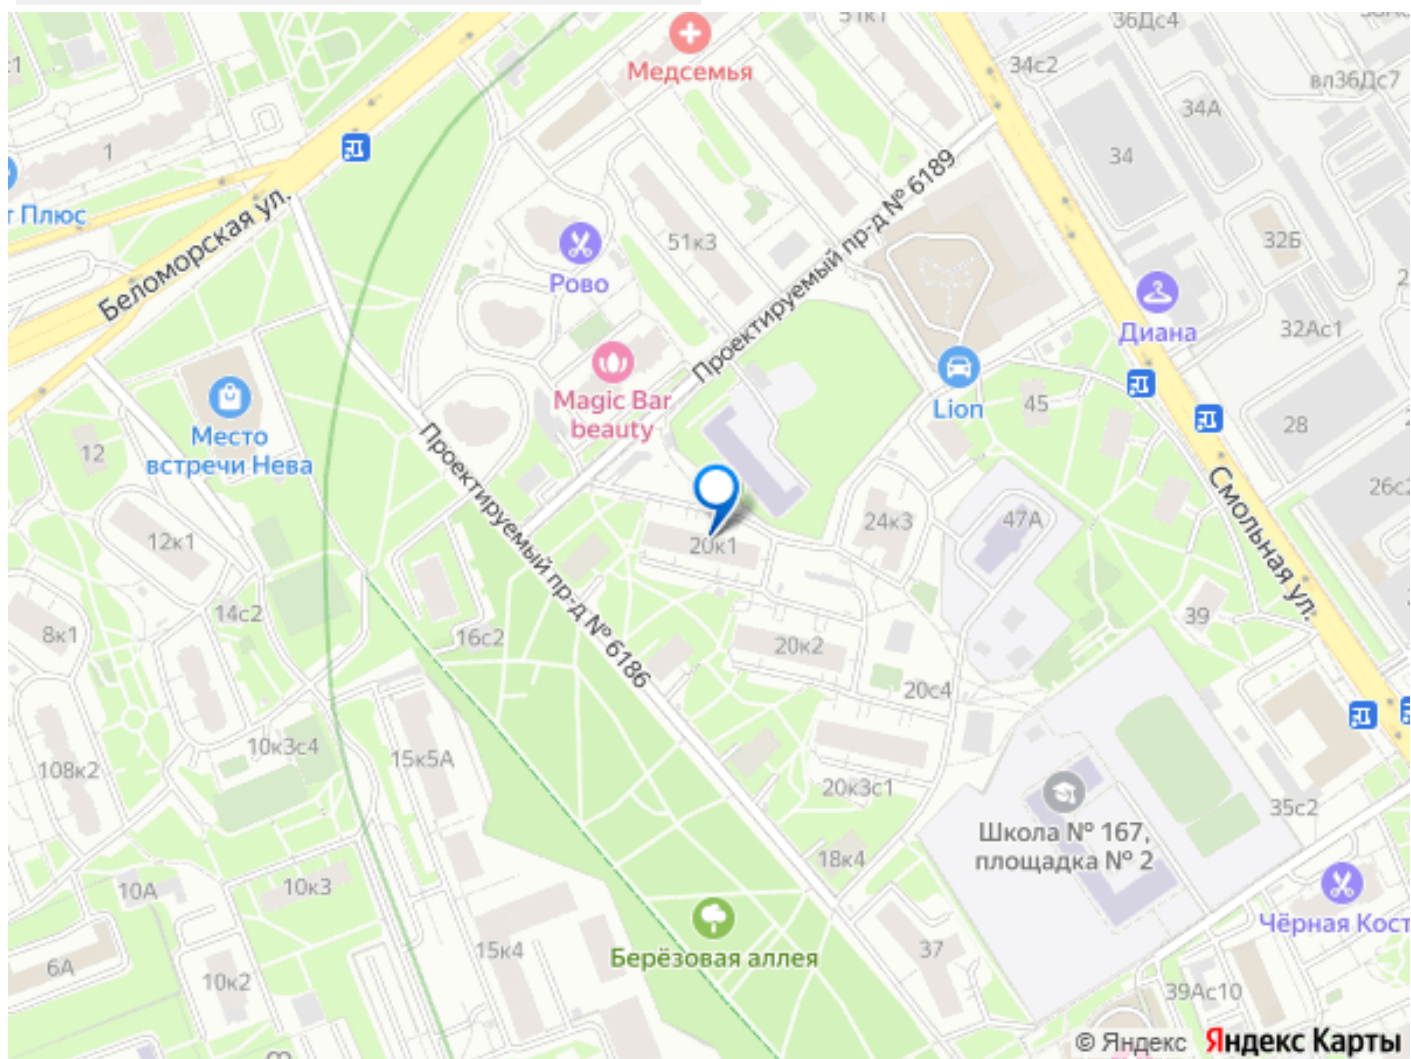 51к1
36Дс4
34с2
Медсемья
вл36Дс7
34А
34
1
Беломорская ул.
т Плюс
Проектируемый пр-д № 6189
51к3
32Б
Рово
Диана
32Ас1
Magic Bar
beauty
Lion
45
28
Место
встречи Нева
12
Проектируемый пр-д № 6186
Смольная ул.
26с2
24к3
47А
12к1
20к1
14с2
39
8к1
16с2
20к2
20с4
10к3с4
15к5А
108к2
20к3с1
35с2
Школа № 167,
площадка № 2
18к4
10А
10к3
Чёрная Кост
Берёзовая аллея
15к4
37
6А
10к2
39Ас10
© Яндекс Яндекс Карты